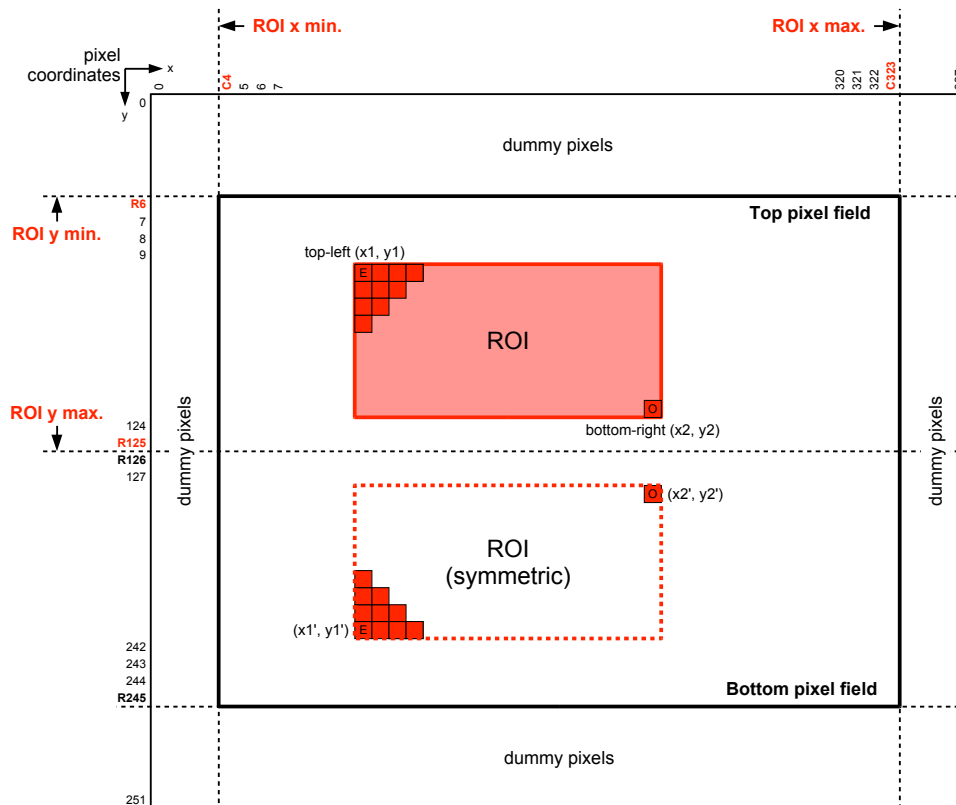 ROI x min.
ROI x max.
pixel
coordinates
x
y
0
C4
5
6
7
320
321
322
C323
0
dummy pixels
R6
7
8
9
ROI y min.
Top pixel field
top-left (x1, y1)
E
ROI
O
bottom-right (x2, y2)
ROI y max.
124
R125
R126
127
dummy pixels
dummy pixels
O (x2', y2')
ROI
(symmetric)
(x1', y1') E
242
243
244
R245
Bottom pixel field
dummy pixels
251